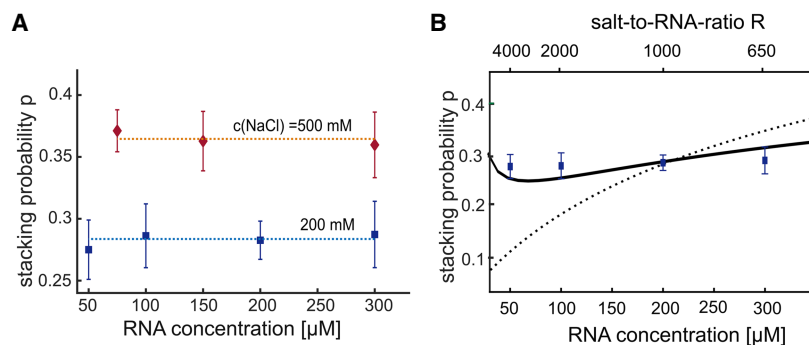 A
stacking probability p
0.4
0.35
0.3
0.25
c(NaCl) =500 mM
200 mM
50 100 150 200 300
RNA concentration [µM]
B
salt-to-RNA-ratio R
4000 2000 1000 650
stacking probability p
0.4
0.3
0.2
0.1
50 100 150 200 250 300
RNA concentration [µM]